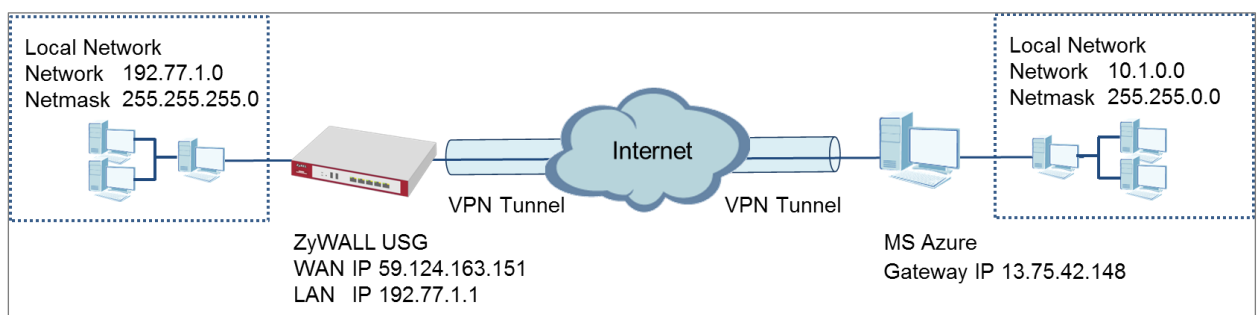 Local Network
Network 192.77.1.0
Netmask 255.255.255.0
Local Network
Network 10.1.0.0
Netmask 255.255.0.0
Internet
VPN Tunnel
VPN Tunnel
ZyWALL USG
WAN IP 59.124.163.151
LAN IP 192.77.1.1
MS Azure
Gateway IP 13.75.42.148